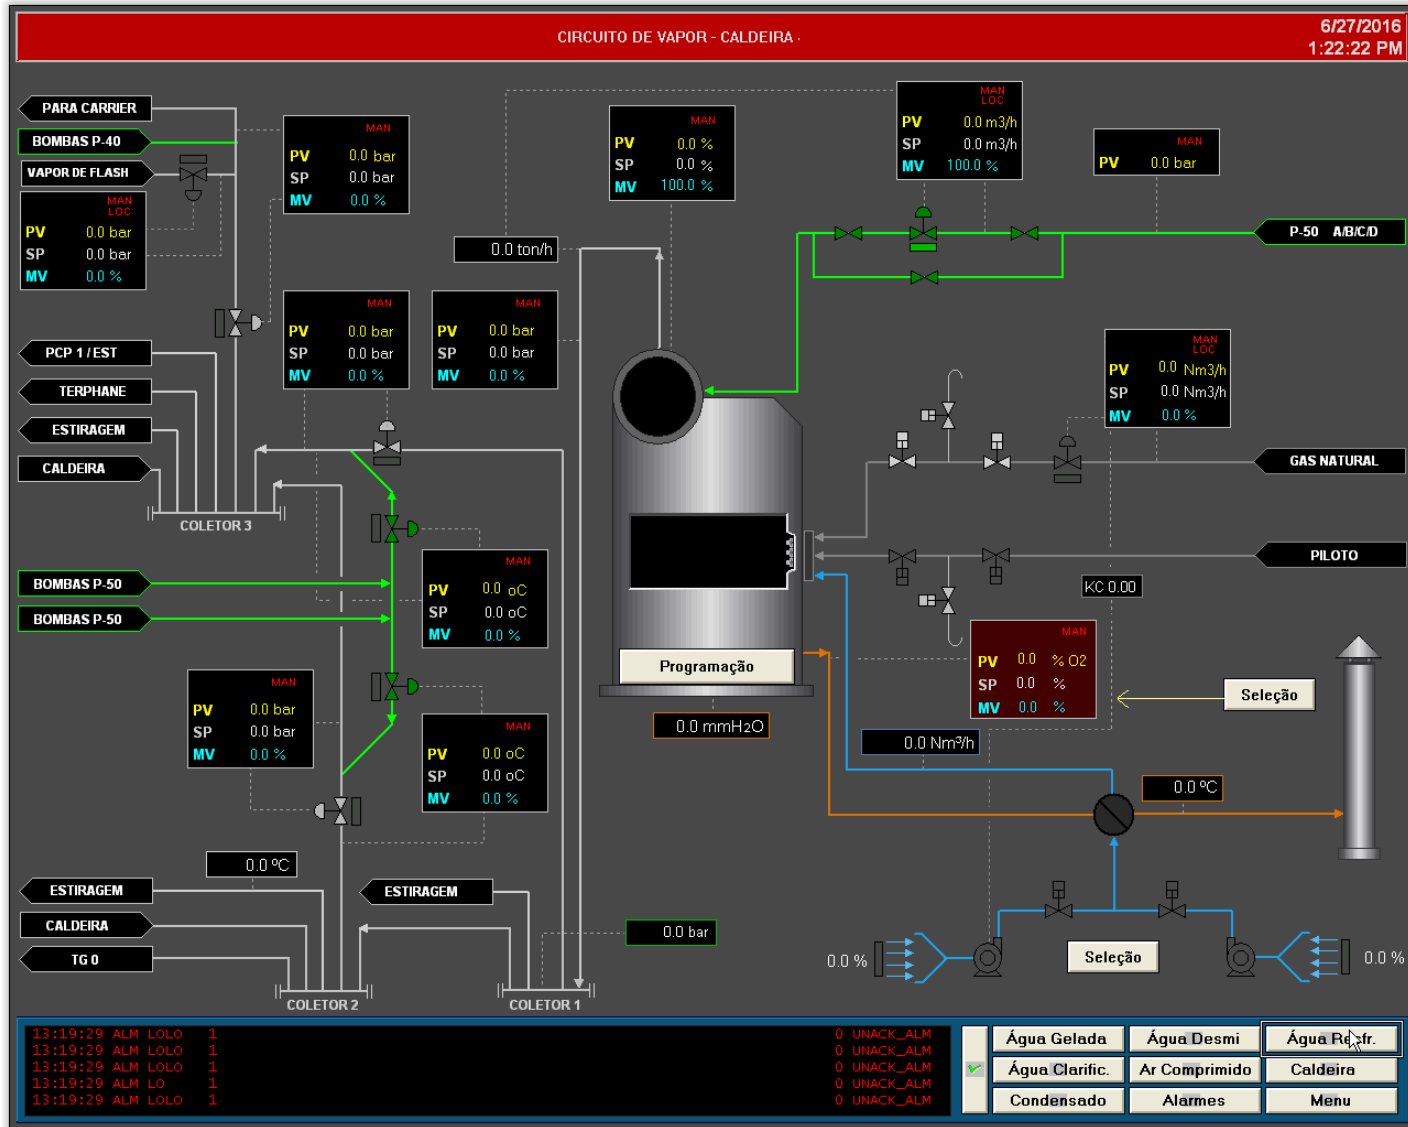 CIRCUITO DE VAPOR - CALDEIRA -
6/27/2016
1:22:22 PM
PARA CARRIER
BOMBAS P-40
VAPOR DE FLASH
MAN
LOC
PV 0.0 bar
SP 0.0 bar
MV 0.0 %
MAN
PV 0.0 bar
SP 0.0 bar
MV 0.0 %
MAN
PV 0.0 %
SP 0.0 %
MV 100.0 %
MAN
LOC
PV 0.0 m3/h
SP 0.0 m3/h
MV 100.0 %
MAN
PV 0.0 bar
P-50 A/B/C/D
0.0 ton/h
MAN
PV 0.0 bar
SP 0.0 bar
MV 0.0 %
MAN
PV 0.0 bar
SP 0.0 bar
MV 0.0 %
PCP 1 / EST
TERPHANE
ESTIRAGEM
CALDEIRA
COLETOR 3
MAN
LOC
PV 0.0 Nm3/h
SP 0.0 Nm3/h
MV 0.0 %
GAS NATURAL
PILOTO
KC 0.00
BOMBAS P-50
BOMBAS P-50
MAN
PV 0.0 oC
SP 0.0 oC
MV 0.0 %
MAN
PV 0.0 bar
SP 0.0 bar
MV 0.0 %
MAN
PV 0.0 oC
SP 0.0 oC
MV 0.0 %
Programação
0.0 mmH2O
MAN
PV 0.0 % O2
SP 0.0 %
MV 0.0 %
Seleção
0.0 Nm³/h
0.0 ºC
0.0 ºC
ESTIRAGEM
CALDEIRA
TG 0
ESTIRAGEM
0.0 bar
COLETOR 2
COLETOR 1
0.0 %
Seleção
0.0 %
13:19:29 ALM LOLO 1 0 UNACK_ALM
13:19:29 ALM LOLO 1 0 UNACK_ALM
13:19:29 ALM LOLO 1 0 UNACK_ALM
13:19:29 ALM LO 1 0 UNACK_ALM
13:19:29 ALM LOLO 1 0 UNACK_ALM
Água Gelada
Água Desmi
Água Resfr.
Água Clarific.
Ar Comprimido
Caldeira
Condensado
Alarmes
Menu